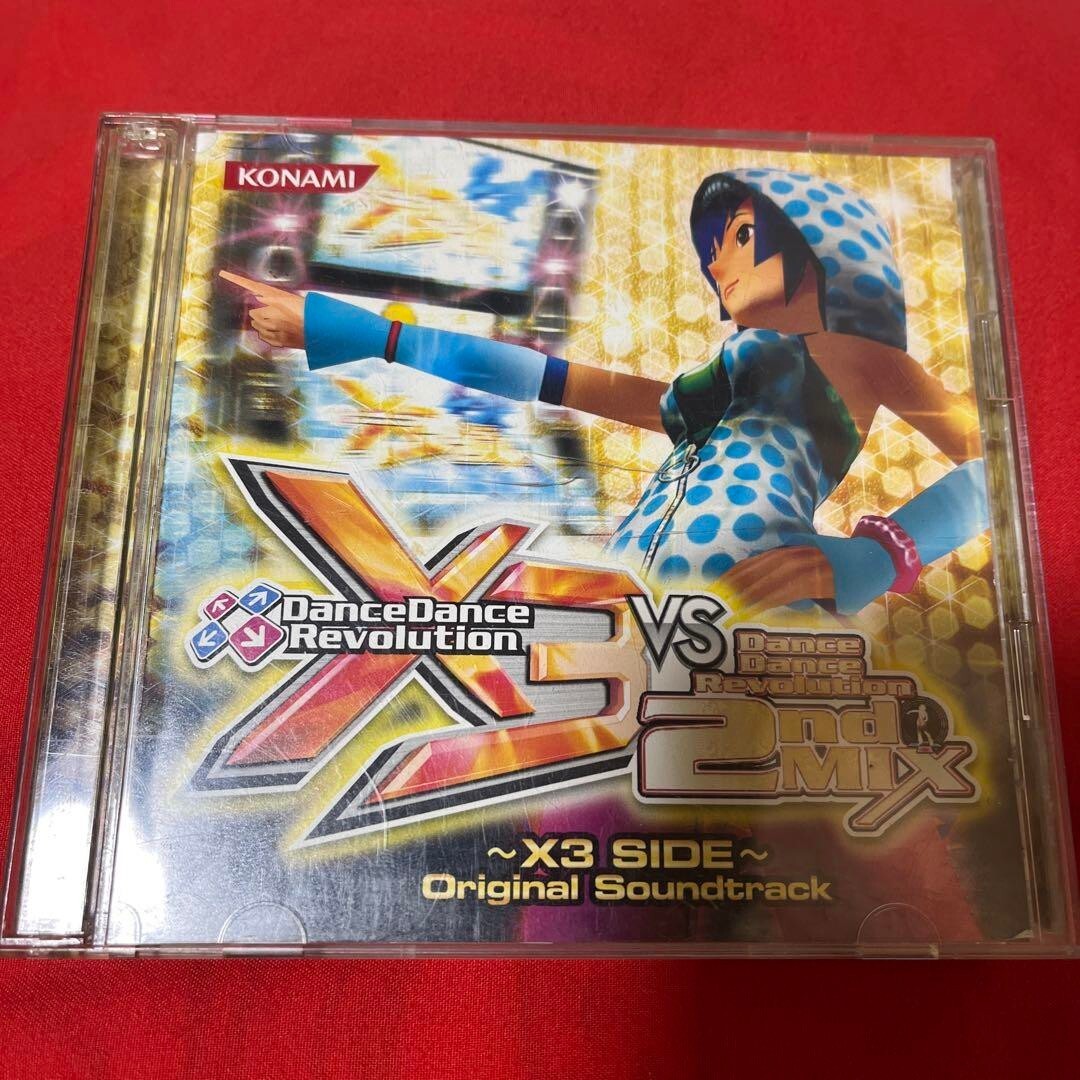 KONAMI
X3
DanceDance
Revolution
VS
Dance
Dance
Revolution
2nd
MIX
~X3 SIDE~
Original Soundtrack